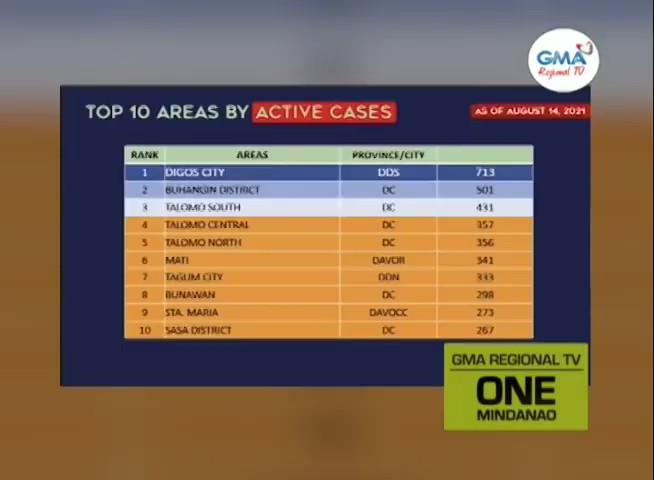 GMA
Regional TV
TOP 10 AREAS BY ACTIVE CASES
AS OF AUGUST 14, 2021
RANK AREAS PROVINCE/CITY
1 DIGOS CITY DDS 713
2 BUHANGIN DISTRICT DC 501
3 TALOMO SOUTH DC 431
4 TALOMO CENTRAL DC 357
5 TALOMO NORTH DC 356
6 MATI DAVOR 341
7 TAGUM CITY DDN 333
8 BUNAWAN DC 298
9 STA. MARIA DAVOCC 273
10 SASA DISTRICT DC 267
GMA REGIONAL TV
ONE
MINDANAO